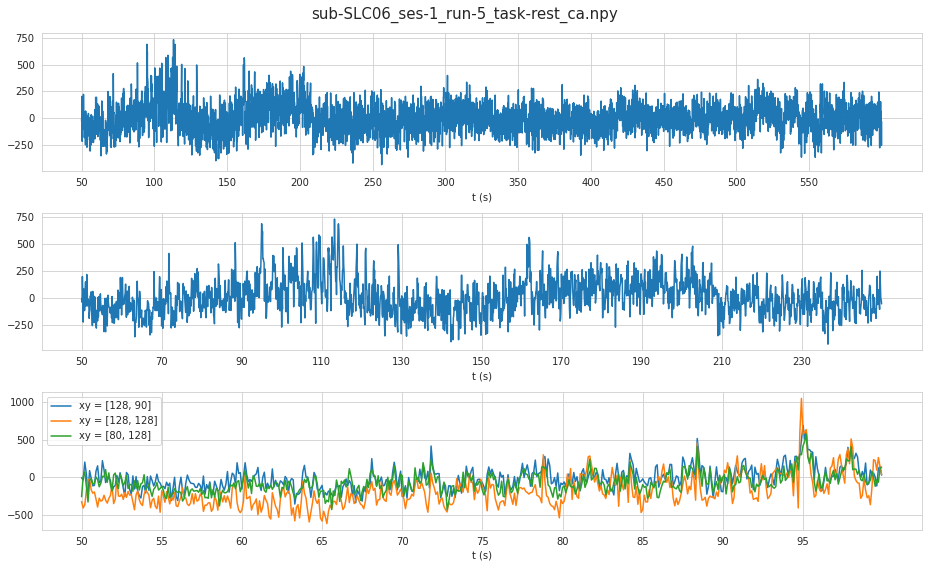 sub-SLC06_ses-1_run-5_task-rest_ca.npy
750
500
250
0
−250
50 100 150 200 250 300 350 400 450 500 550
t (s)
750
500
250
0
−250
50 70 90 110 130 150 170 190 210 230
t (s)
1000
500
0
−500
xy = [128, 90]
xy = [128, 128]
xy = [80, 128]
50 55 60 65 70 75 80 85 90 95
t (s)